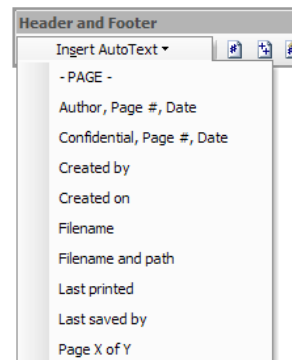 Header and Footer
Insert AutoText
- PAGE -
Author, Page #, Date
Confidential, Page #, Date
Created by
Created on
Filename
Filename and path
Last printed
Last saved by
Page X of Y